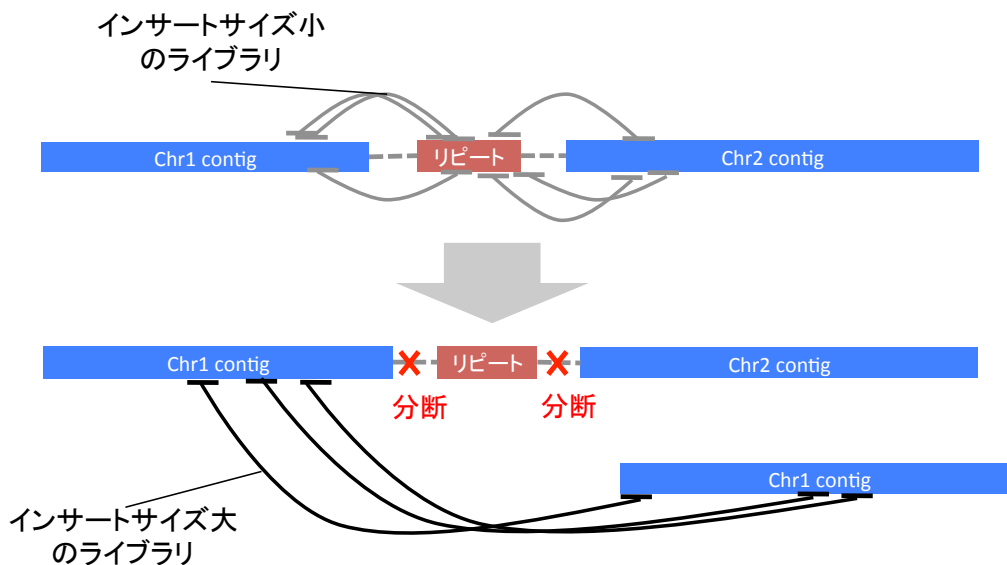 インサートサイズ小
のライブラリ
Chr1 contig
リピート
Chr2 contig
Chr1 contig
リピート
Chr2 contig
分断
分断
Chr1 contig
インサートサイズ大
のライブラリ